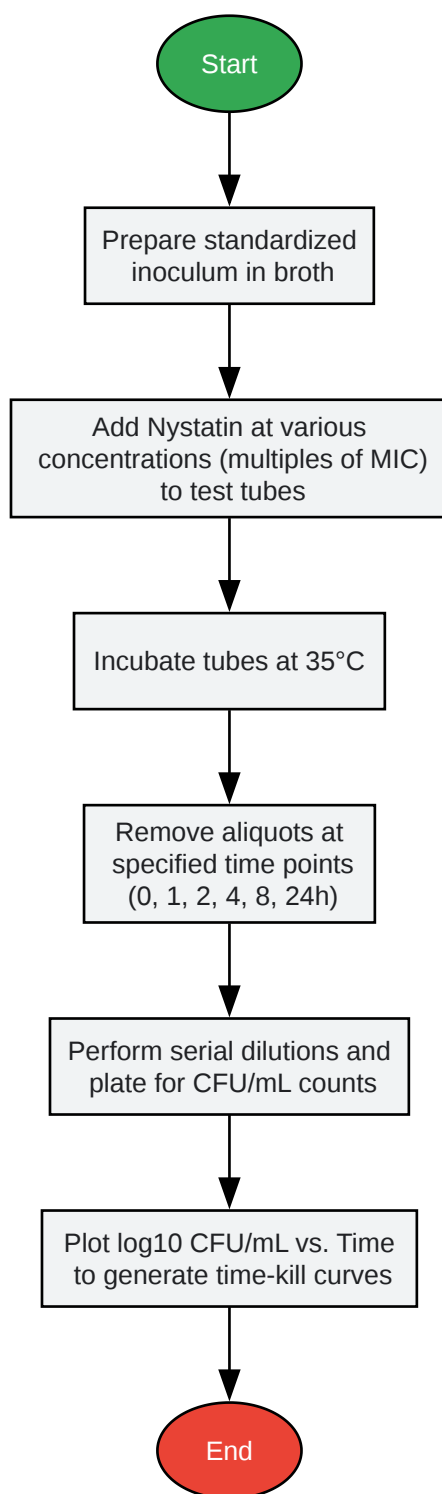 Start
Prepare standardized
inoculum in broth
Add Nystatin at various
concentrations (multiples of MIC)
to test tubes
Incubate tubes at 35°C
Remove aliquots at
specified time points
(0, 1, 2, 4, 8, 24h)
Perform serial dilutions and
plate for CFU/mL counts
Plot log10 CFU/mL vs. Time
to generate time-kill curves
End